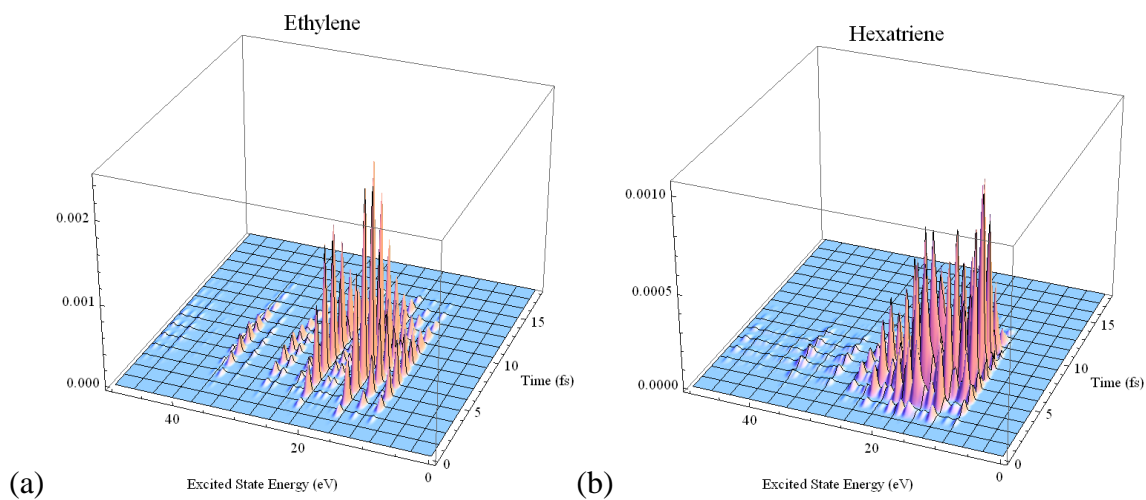 Ethylene
0.002
0.001
0.000
40
20
0
Excited State Energy (eV)
0
5
10
15
Time (fs)
(a)
Hexatriene
0.0010
0.0005
0.0000
40
20
0
Excited State Energy (eV)
0
5
10
15
Time (fs)
(b)